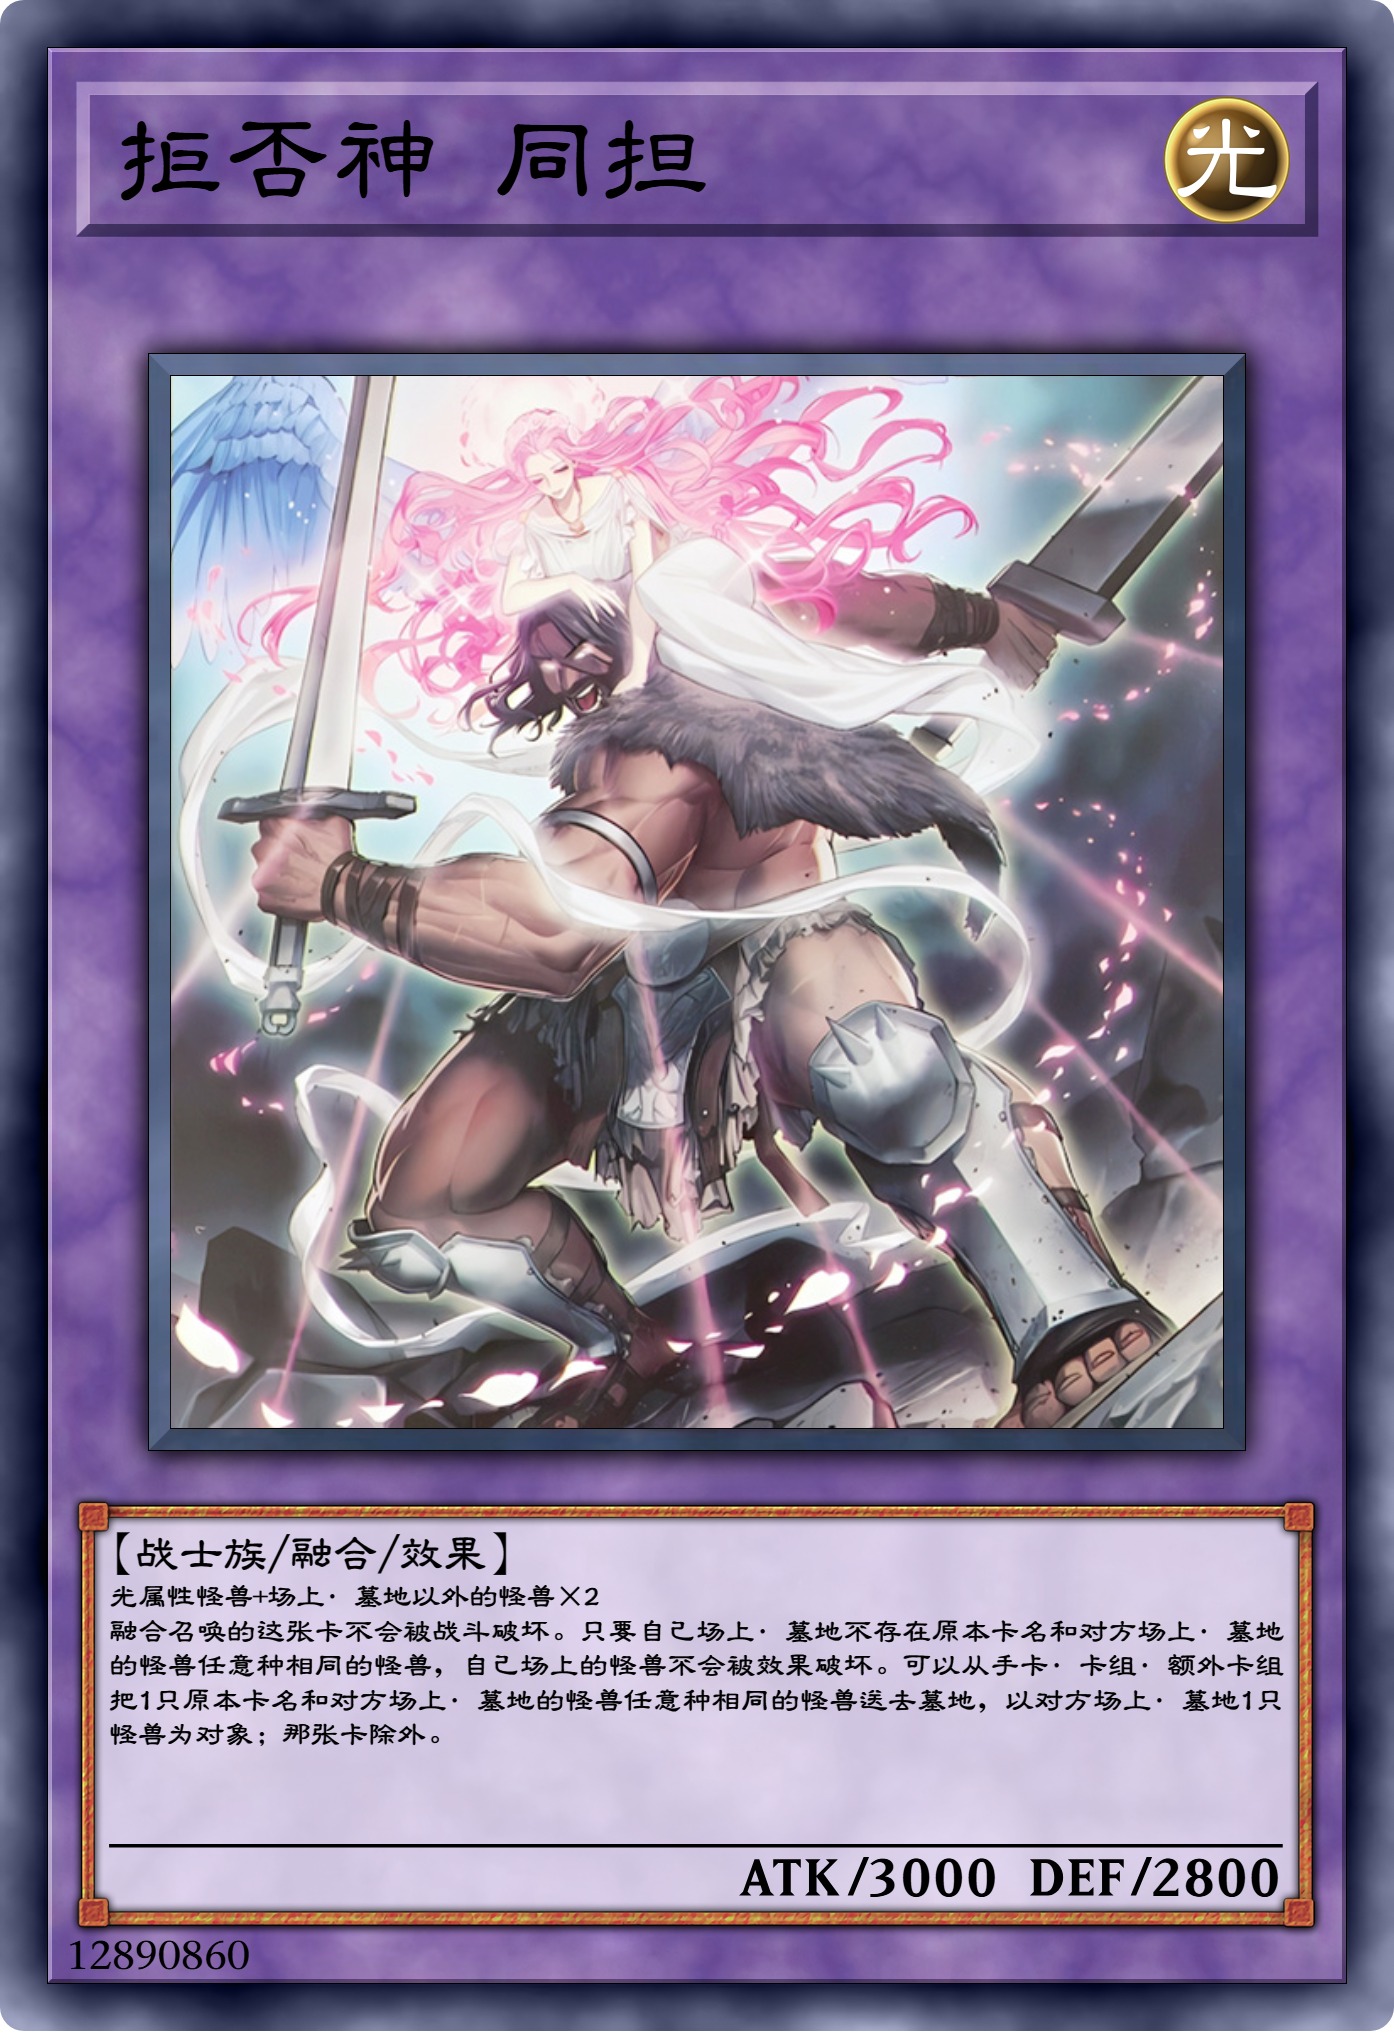 拒否神 同担
光
【战士族/融合/效果】
光属性怪兽+场上·墓地以外的怪兽×2
融合召唤的这张卡不会被战斗破坏。只要自己场上·墓地不存在原本卡名和对方场上·墓地
的怪兽任意种相同的怪兽，自己场上的怪兽不会被效果破坏。可以从手卡·卡组·额外卡组
把1只原本卡名和对方场上·墓地的怪兽任意种相同的怪兽送去墓地，以对方场上·墓地1只
怪兽为对象；那张卡除外。
ATK/3000 DEF/2800
12890860